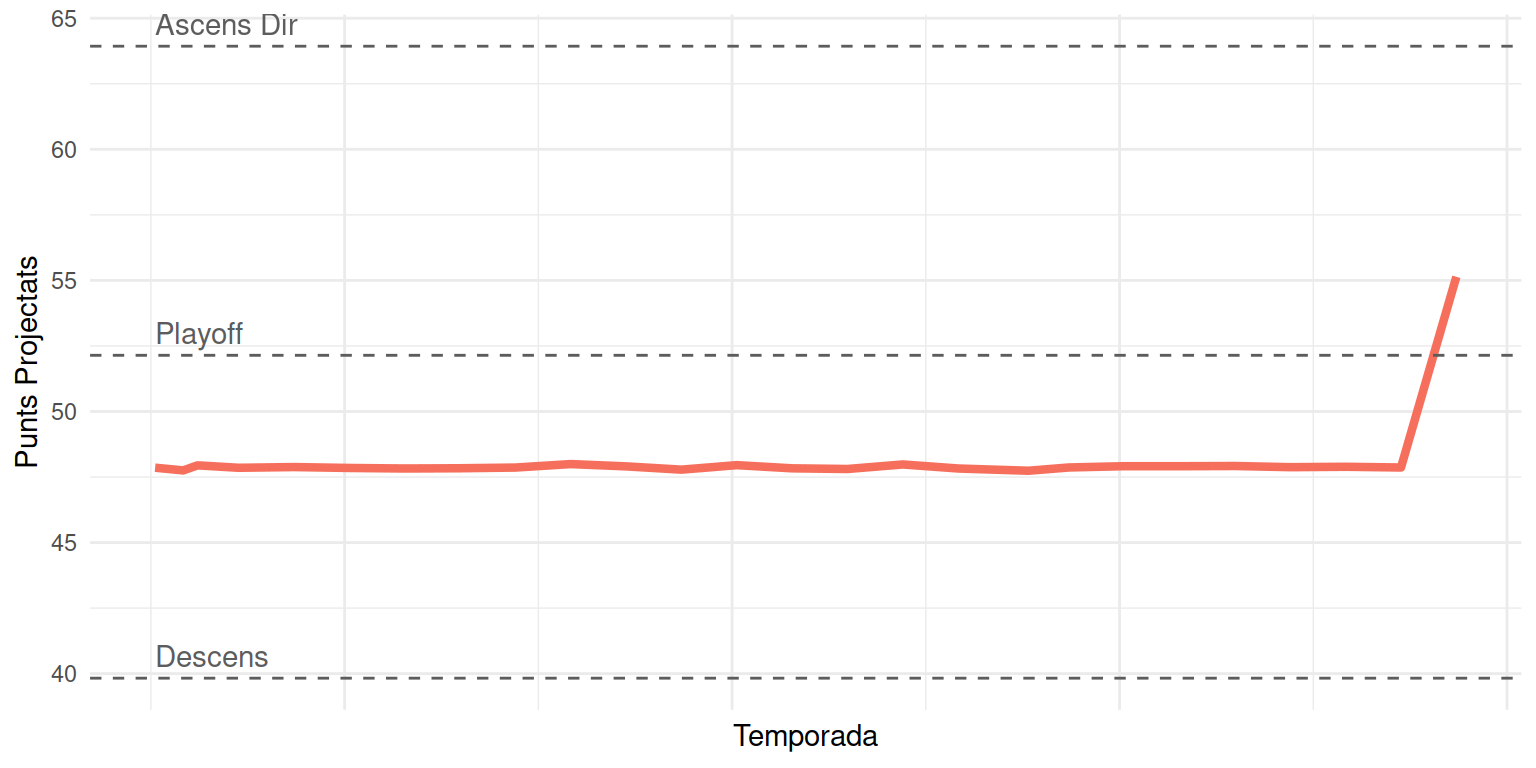 65
Ascens Dir
60
55
Playoff
50
45
Descens
40
Punts Projectats
Temporada